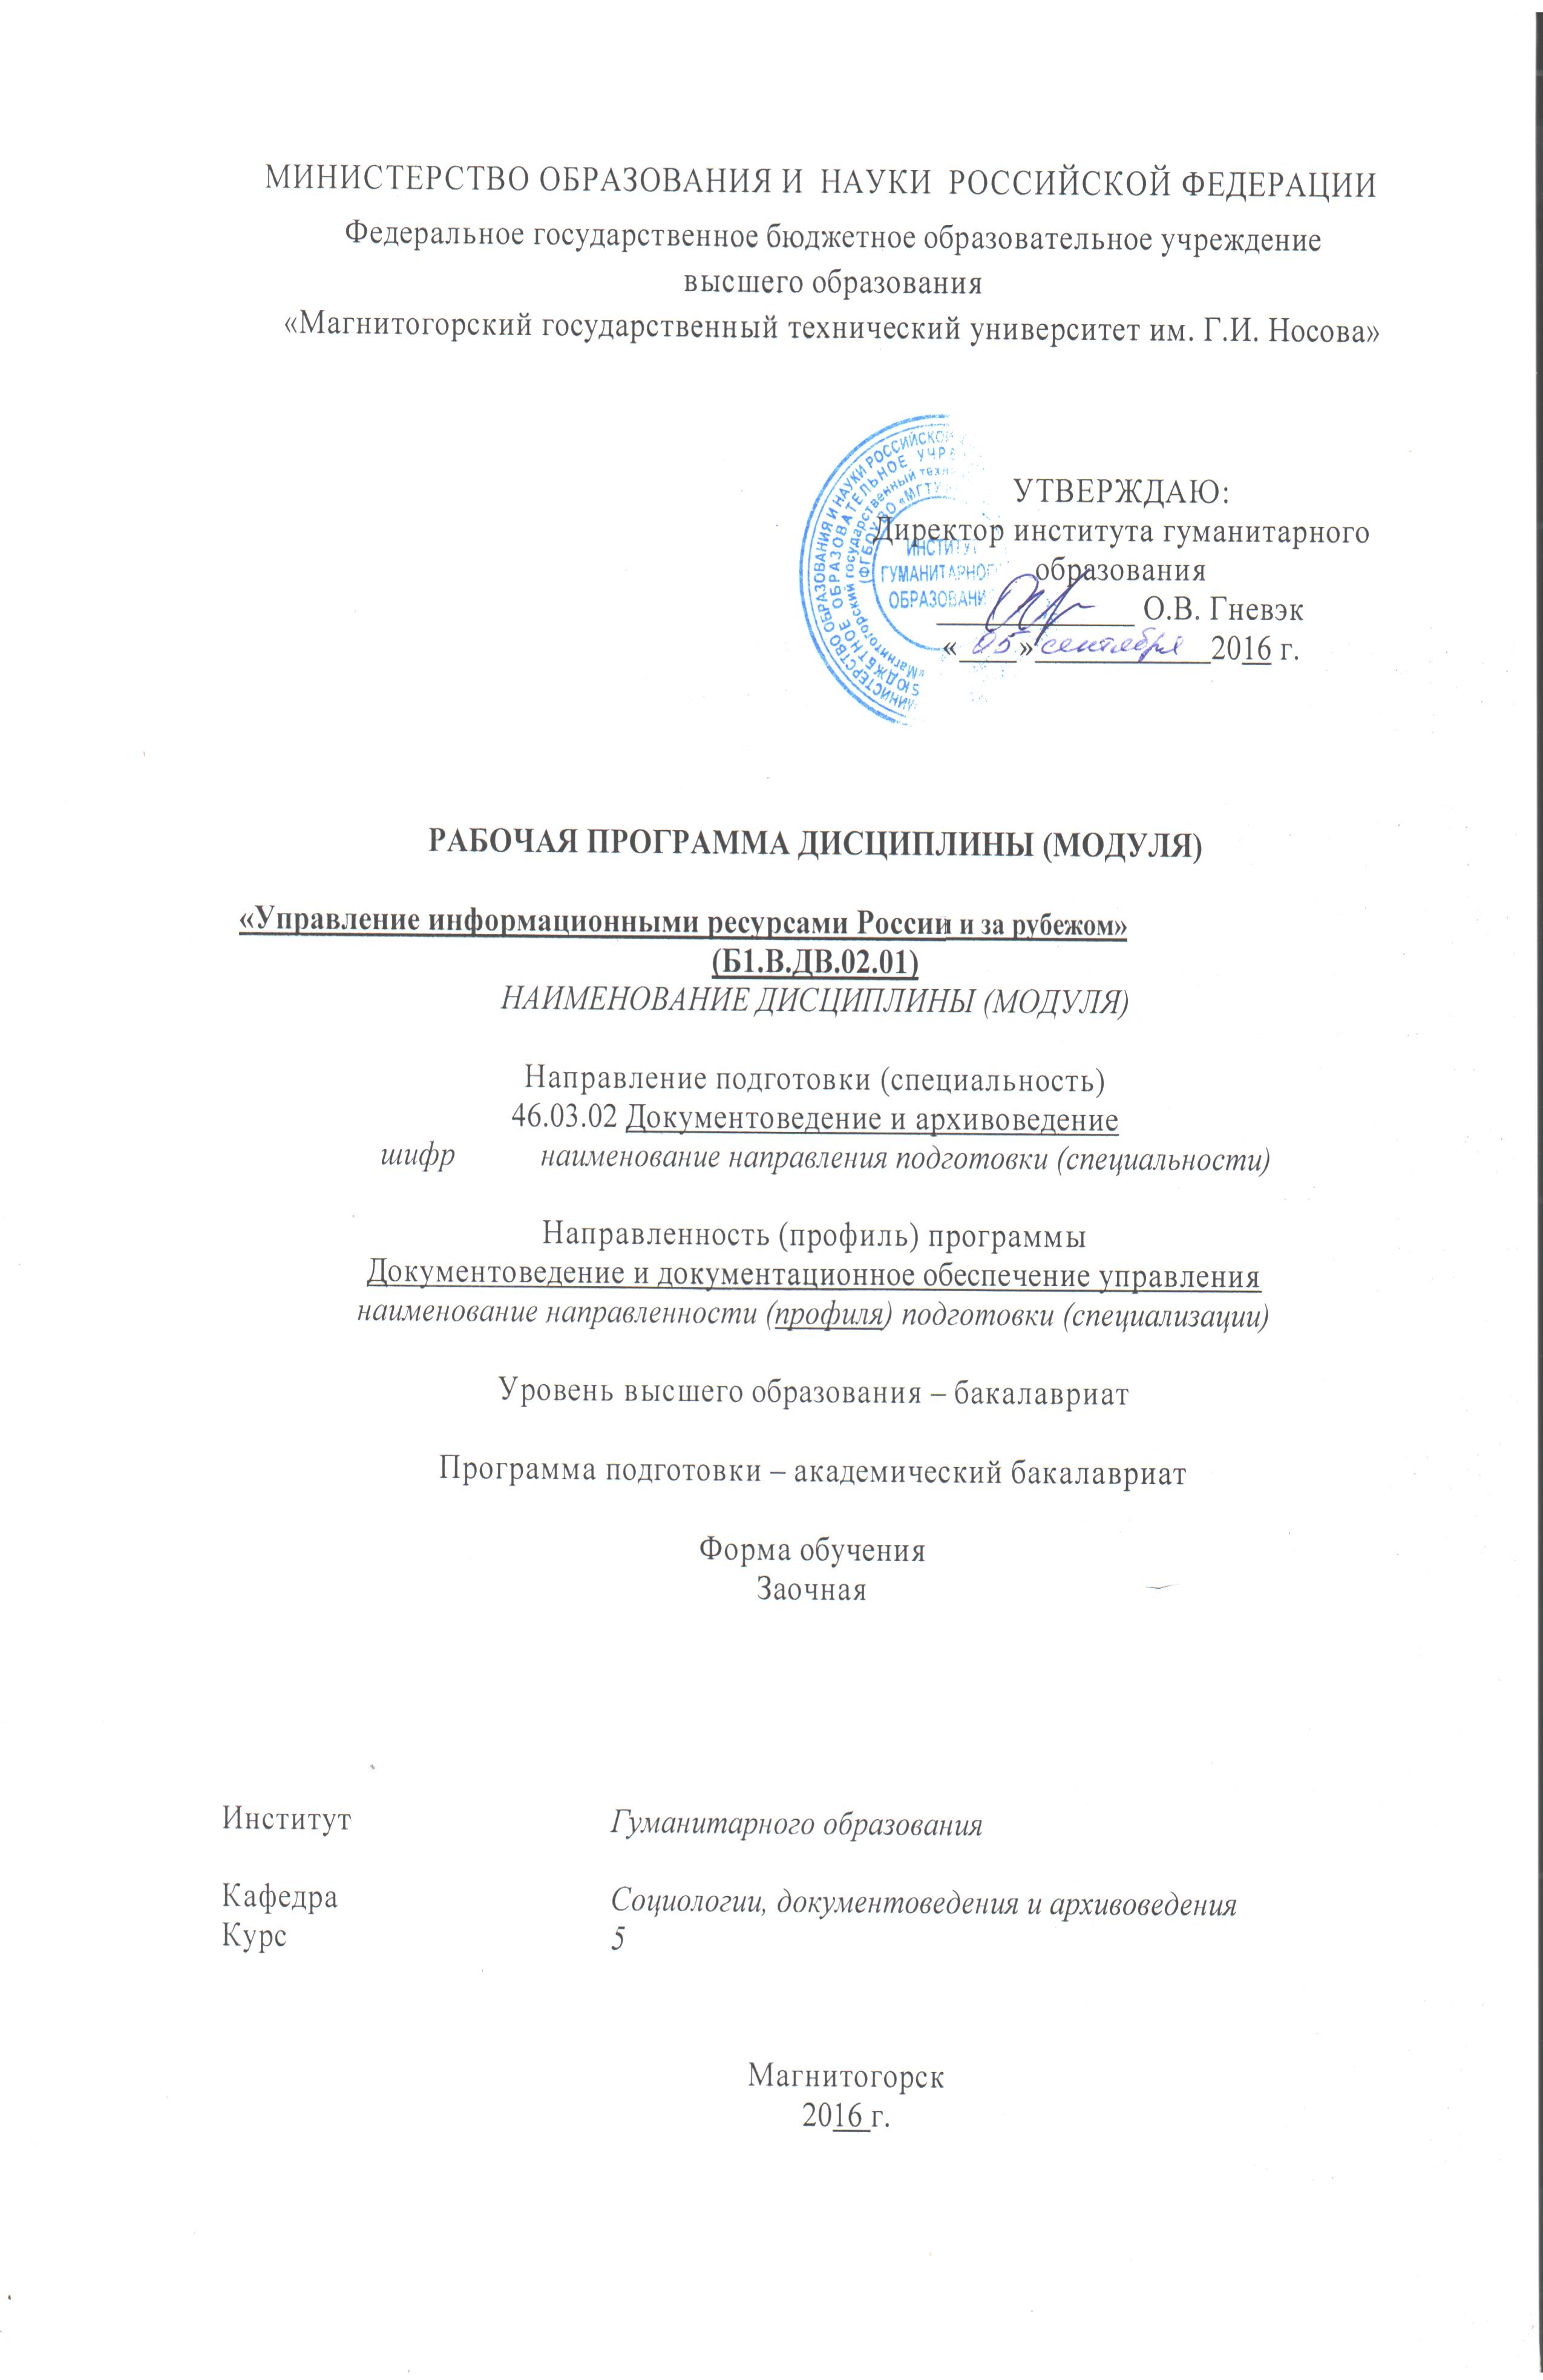 МИНИСТЕРСТВО ОБРАЗОВАНИЯ И НАУКИ РОССИЙСКОЙ ФЕДЕРАЦИИ
Федеральное государственное бюджетное образовательное учреждение
высшего образования
«Магнитогорский государственный технический университет им. Г.И. Носова»
УТВЕРЖДАЮ:
Директор института гуманитарного
образования
О.В. Гневэк
«05» сентября 2016 г.
РАБОЧАЯ ПРОГРАММА ДИСЦИПЛИНЫ (МОДУЛЯ)
«Управление информационными ресурсами России и за рубежом»
(Б1.В.ДВ.02.01)
НАИМЕНОВАНИЕ ДИСЦИПЛИНЫ (МОДУЛЯ)
Направление подготовки (специальность)
46.03.02 Документоведение и архивоведение
шифр наименование направления подготовки (специальности)
Направленность (профиль) программы
Документоведение и документационное обеспечение управления
наименование направленности (профиля) подготовки (специализации)
Уровень высшего образования – бакалавриат
Программа подготовки – академический бакалавриат
Форма обучения
Заочная
Институт Гуманитарного образования
Кафедра Социологии, документоведения и архивоведения
Курс 5
Магнитогорск
2016 г.